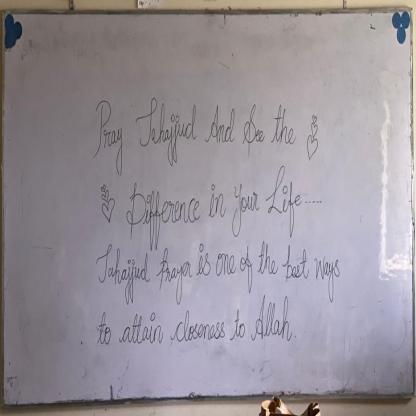 Pray Tahajjud And See the
Difference in Your Life.....
Tahajjud Prayer is one of the best ways
to attain closeness to Allah.